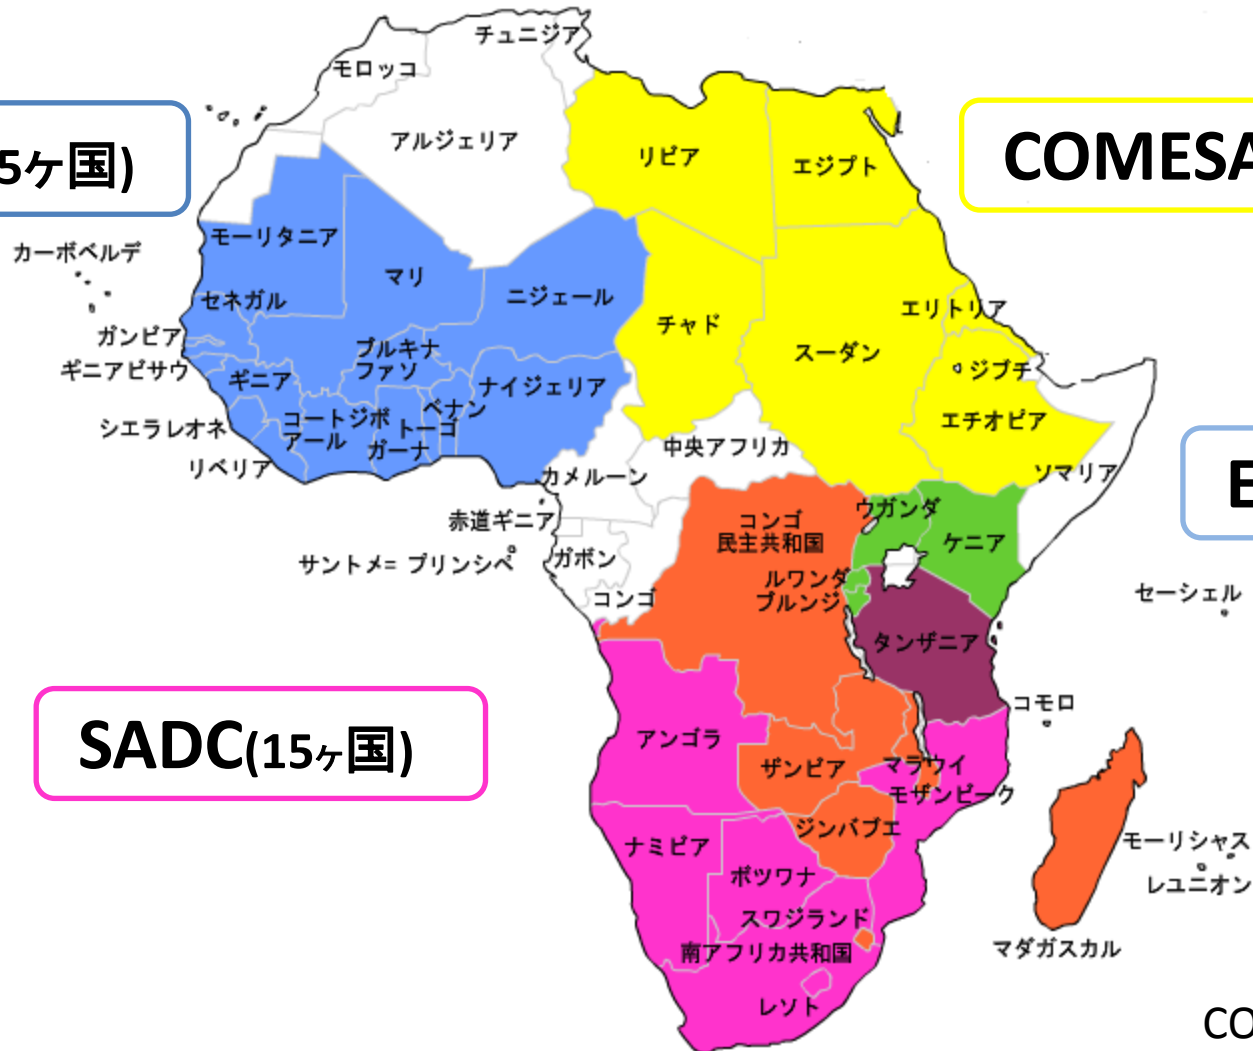 チュニジア
モロッコ
アルジェリア
リビア
エジプト
5ヶ国)
COMESA
モーリタニア
カーボベルデ
マリ
ニジェール
セネガル
エリトリア
チャド
ガンビア
スーダン
ブルキナ
ファソ
ギニアビサウ
ギニア
ジブチ
ナイジェリア
ベナン
コートジボ
アール
トーゴ
ガーナ
エチオピア
シエラレオネ
リベリア
中央アフリカ
カメルーン
ソマリア
E
赤道ギニア
コンゴ
民主共和国
ウガンダ
ケニア
サントメ= プリンシペ
ガボン
ルワンダ
ブルンジ
コンゴ
セーシェル
タンザニア
コモロ
SADC(15ヶ国)
アンゴラ
ザンビア
マラウイ
モザンビーク
ジンバブエ
ナミビア
モーリシャス
ボツワナ
レユニオン
スワジランド
南アフリカ共和国
マダガスカル
レソト
CO